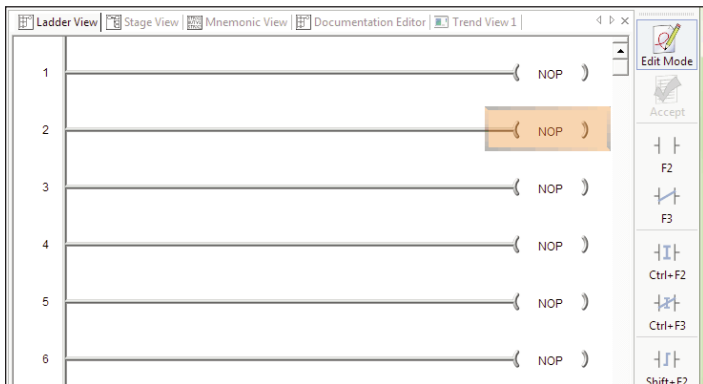 Ladder View Stage View Mnemonic View Documentation Editor Trend View 1
Edit Mode
Accept
1 NOP
2 NOP
3 NOP
4 NOP
5 NOP
6 NOP
F2
F3
Ctrl+F2
Ctrl+F3
Shift+F2